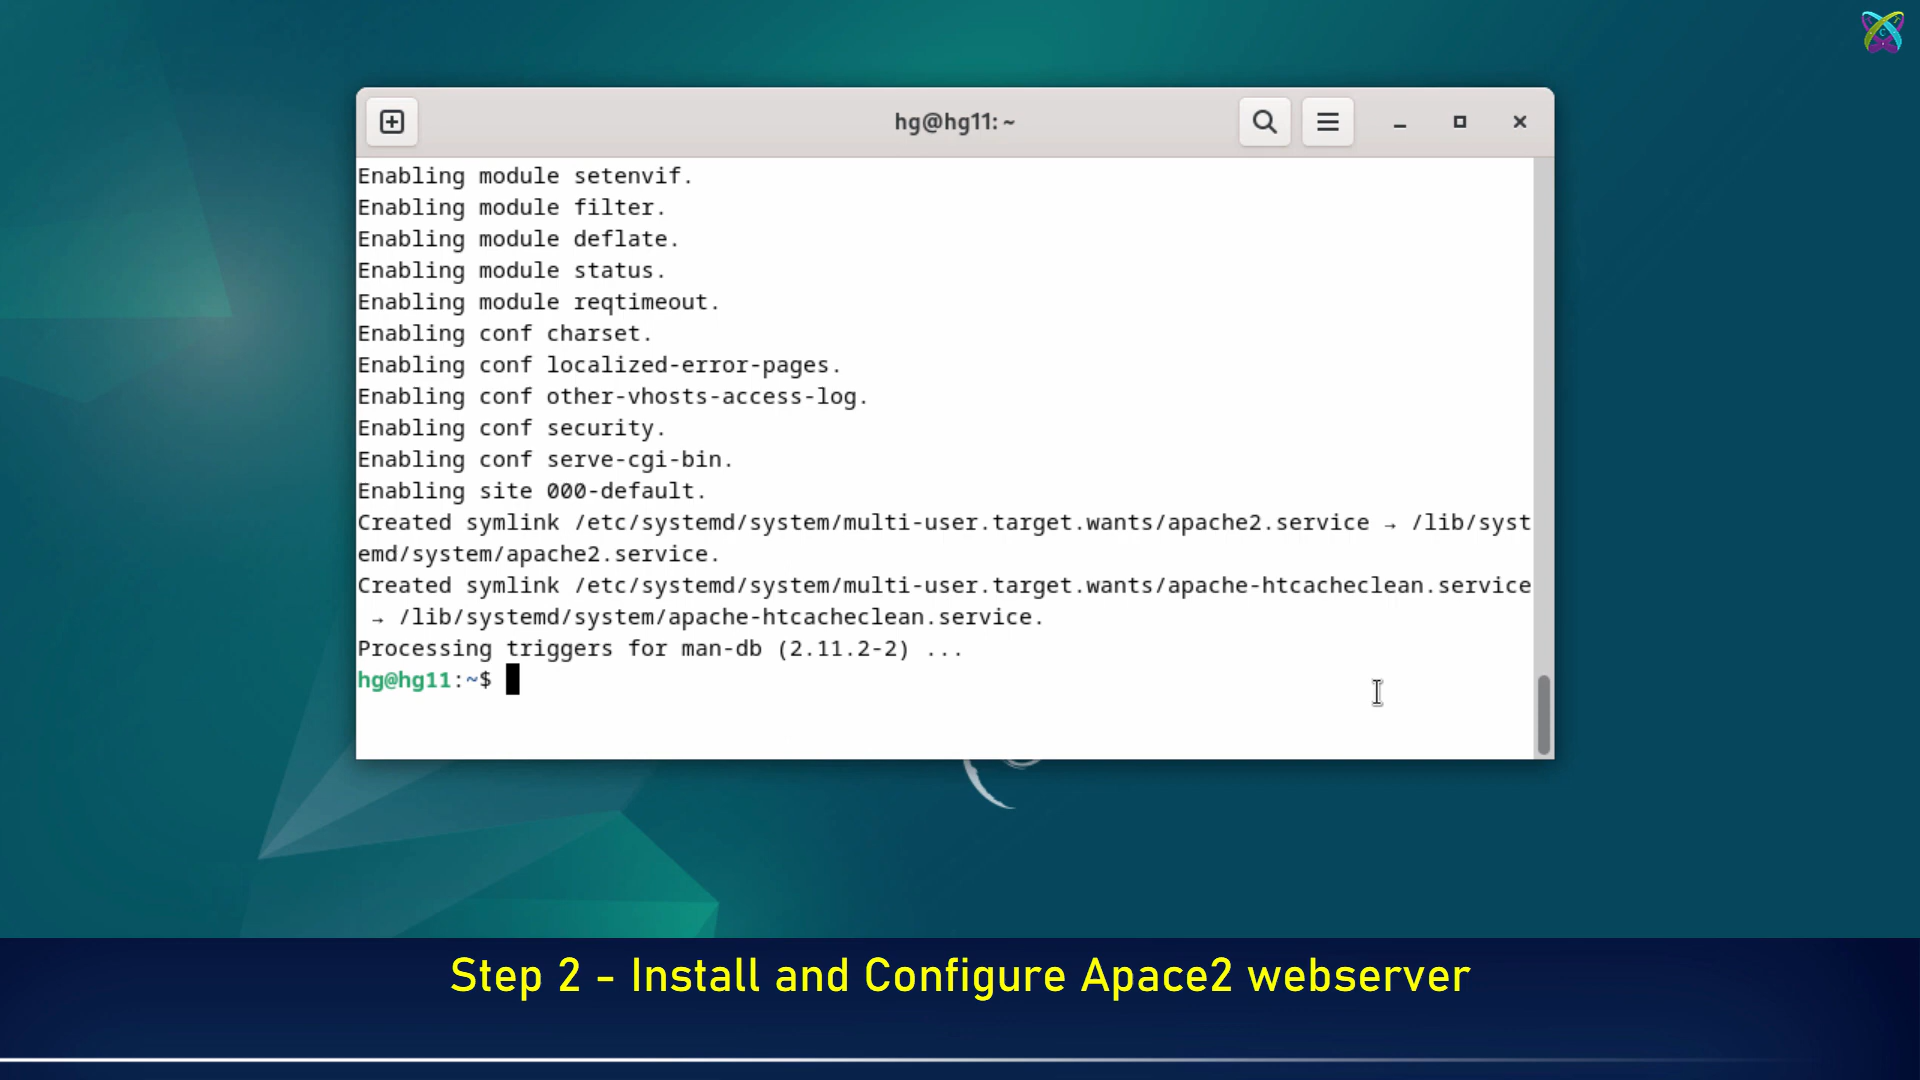 hg@hg11: ~
Enabling module setenvif.
Enabling module filter.
Enabling module deflate.
Enabling module status.
Enabling module reqtimeout.
Enabling conf charset.
Enabling conf localized-error-pages.
Enabling conf other-vhosts-access-log.
Enabling conf security.
Enabling conf serve-cgi-bin.
Enabling site 000-default.
Created symlink /etc/systemd/system/multi-user.target.wants/apache2.service → /lib/syst
emd/system/apache2.service.
Created symlink /etc/systemd/system/multi-user.target.wants/apache-htcacheclean.service
→ /lib/systemd/system/apache-htcacheclean.service.
Processing triggers for man-db (2.11.2-2) ...
hg@hg11:~$
Step 2 - Install and Configure Apace2 webserver